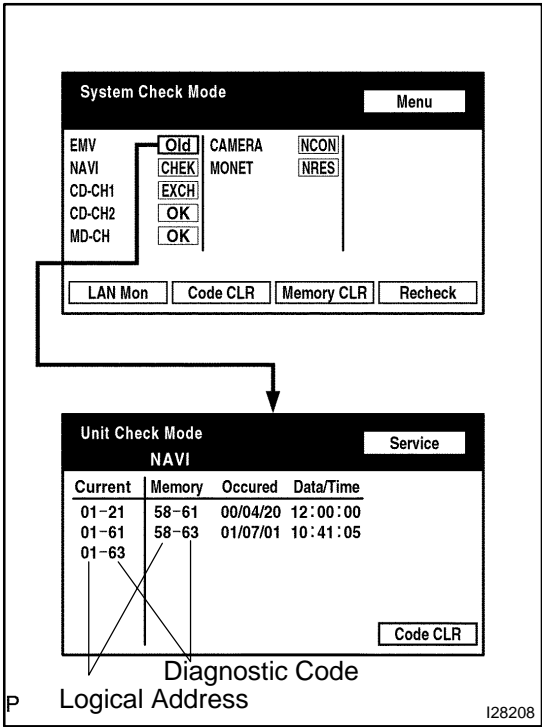 System Check Mode
Menu
EMV Old CAMERA NCON
NAVI CHEK MONET NRES
CD-CH1 EXCH
CD-CH2 OK
MD-CH OK
LAN Mon Code CLR Memory CLR Recheck
Unit Check Mode
Service
NAVI
Current Memory Occured Data/Time
01-21 58-61 00/04/20 12:00:00
01-61 58-63 01/07/01 10:41:05
01-63
Code CLR
Diagnostic Code
Logical Address
P
I28208